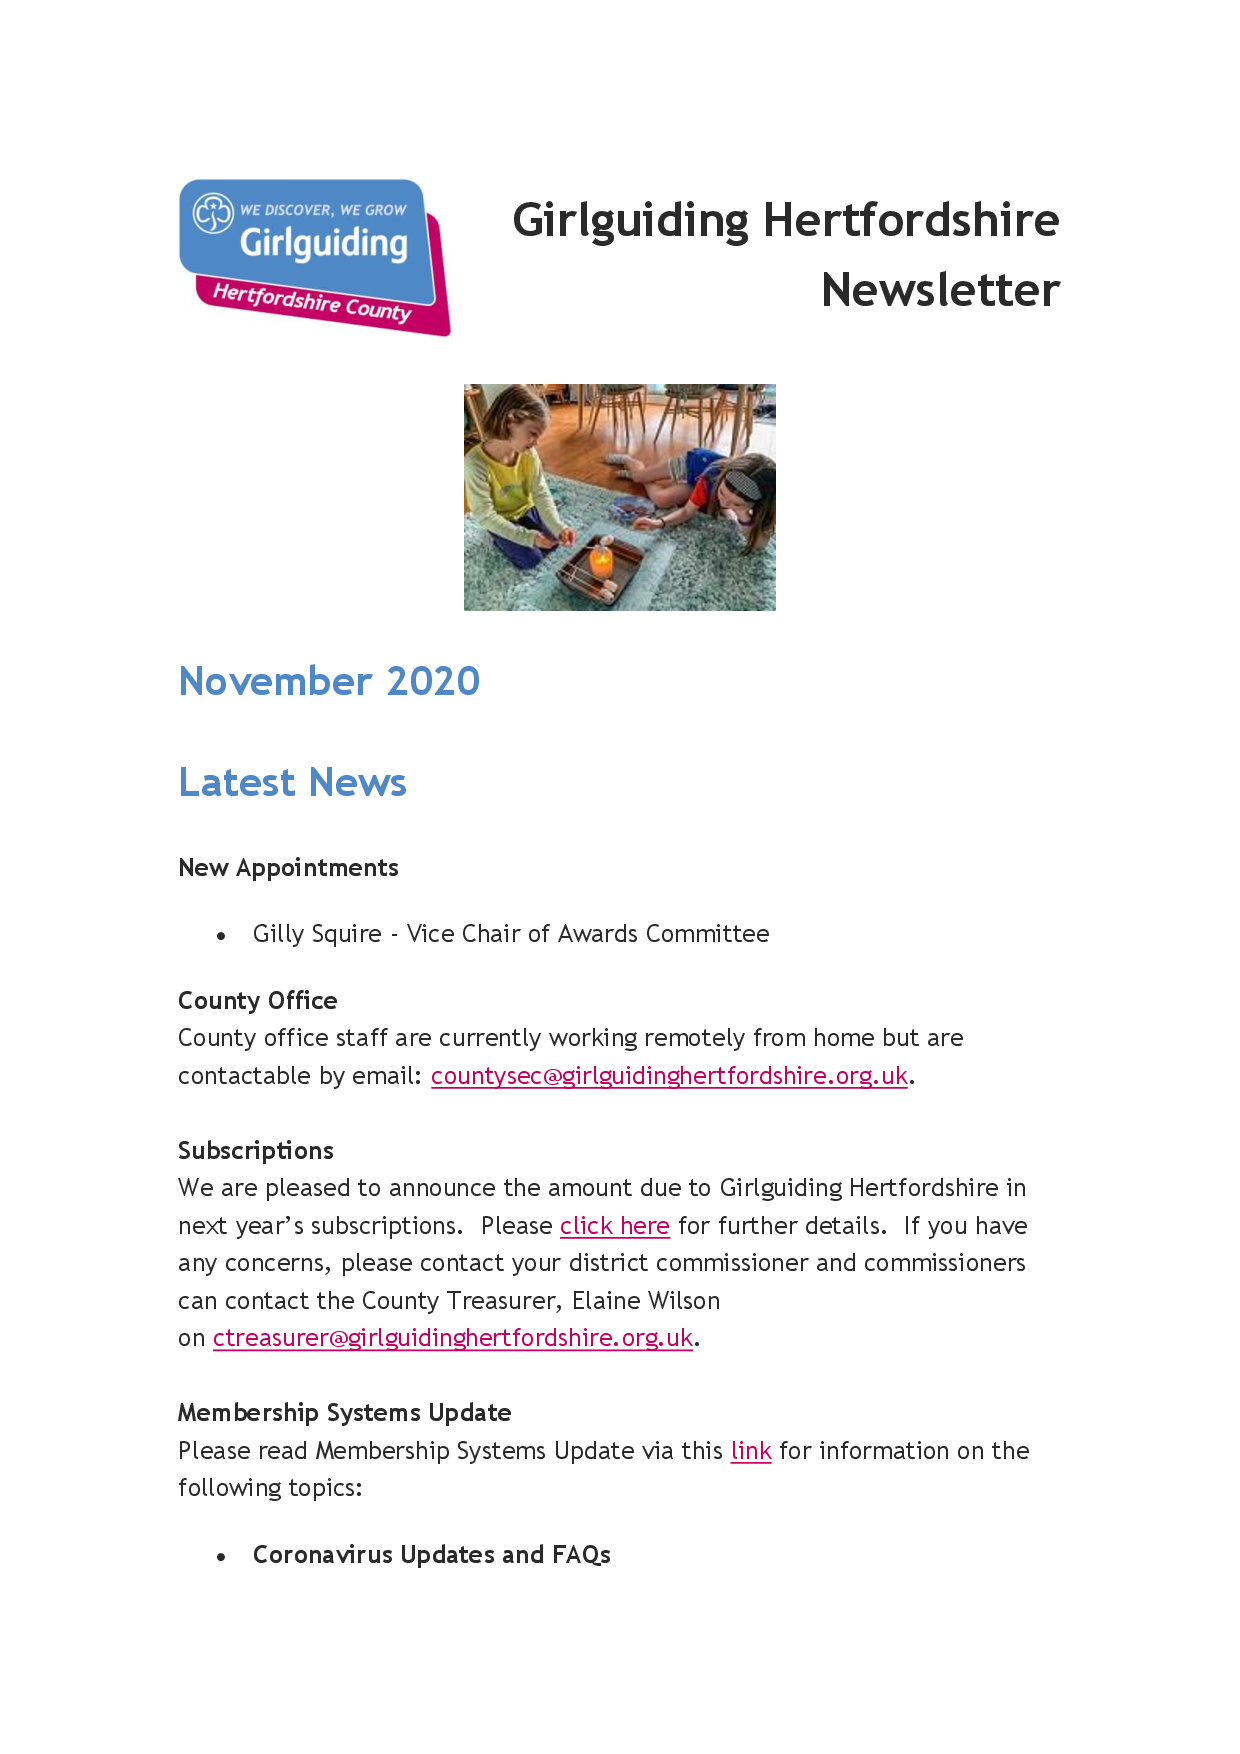 WE DISCOVER, WE GROW
Girlguiding
Hertfordshire County
Girlguiding Hertfordshire
Newsletter
November 2020
Latest News
New Appointments
• Gilly Squire - Vice Chair of Awards Committee
County Office
County office staff are currently working remotely from home but are
contactable by email: countysec@girlguidinghertfordshire.org.uk.
Subscriptions
We are pleased to announce the amount due to Girlguiding Hertfordshire in
next year’s subscriptions.  Please click here for further details.  If you have
any concerns, please contact your district commissioner and commissioners
can contact the County Treasurer, Elaine Wilson
on ctreasurer@girlguidinghertfordshire.org.uk.
Membership Systems Update
Please read Membership Systems Update via this link for information on the
following topics:
• Coronavirus Updates and FAQs